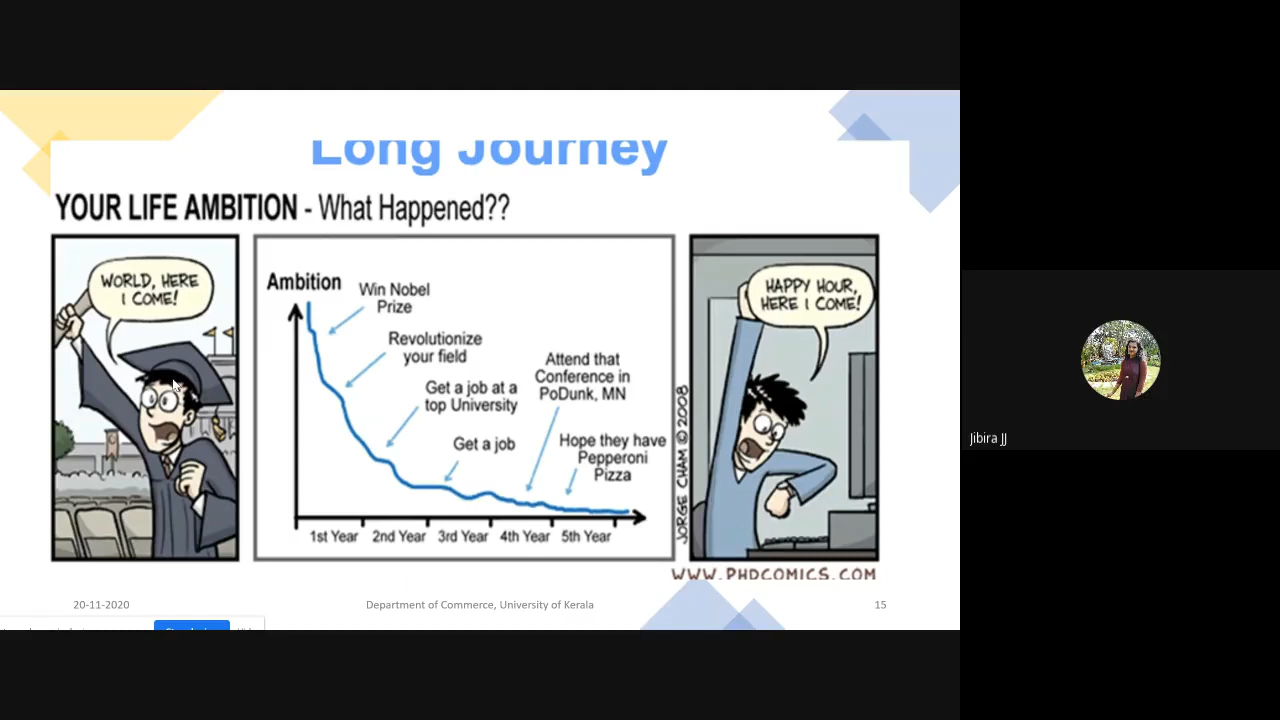 Long Journey
YOUR LIFE AMBITION - What Happened??
WORLD, HERE
I COME!
Ambition
Win Nobel
Prize
Revolutionize
your field
Get a job at a
top University
Get a job
Attend that
Conference in
PoDunk, MN
Hope they have
Pepperoni
Pizza
1st Year 2nd Year 3rd Year 4th Year 5th Year
JORGE CHAM © 2008
HAPPY HOUR,
HERE I COME!
WWW.PHDCOMICS.COM
20-11-2020 Department of Commerce, University of Kerala 15
Jibira JJ